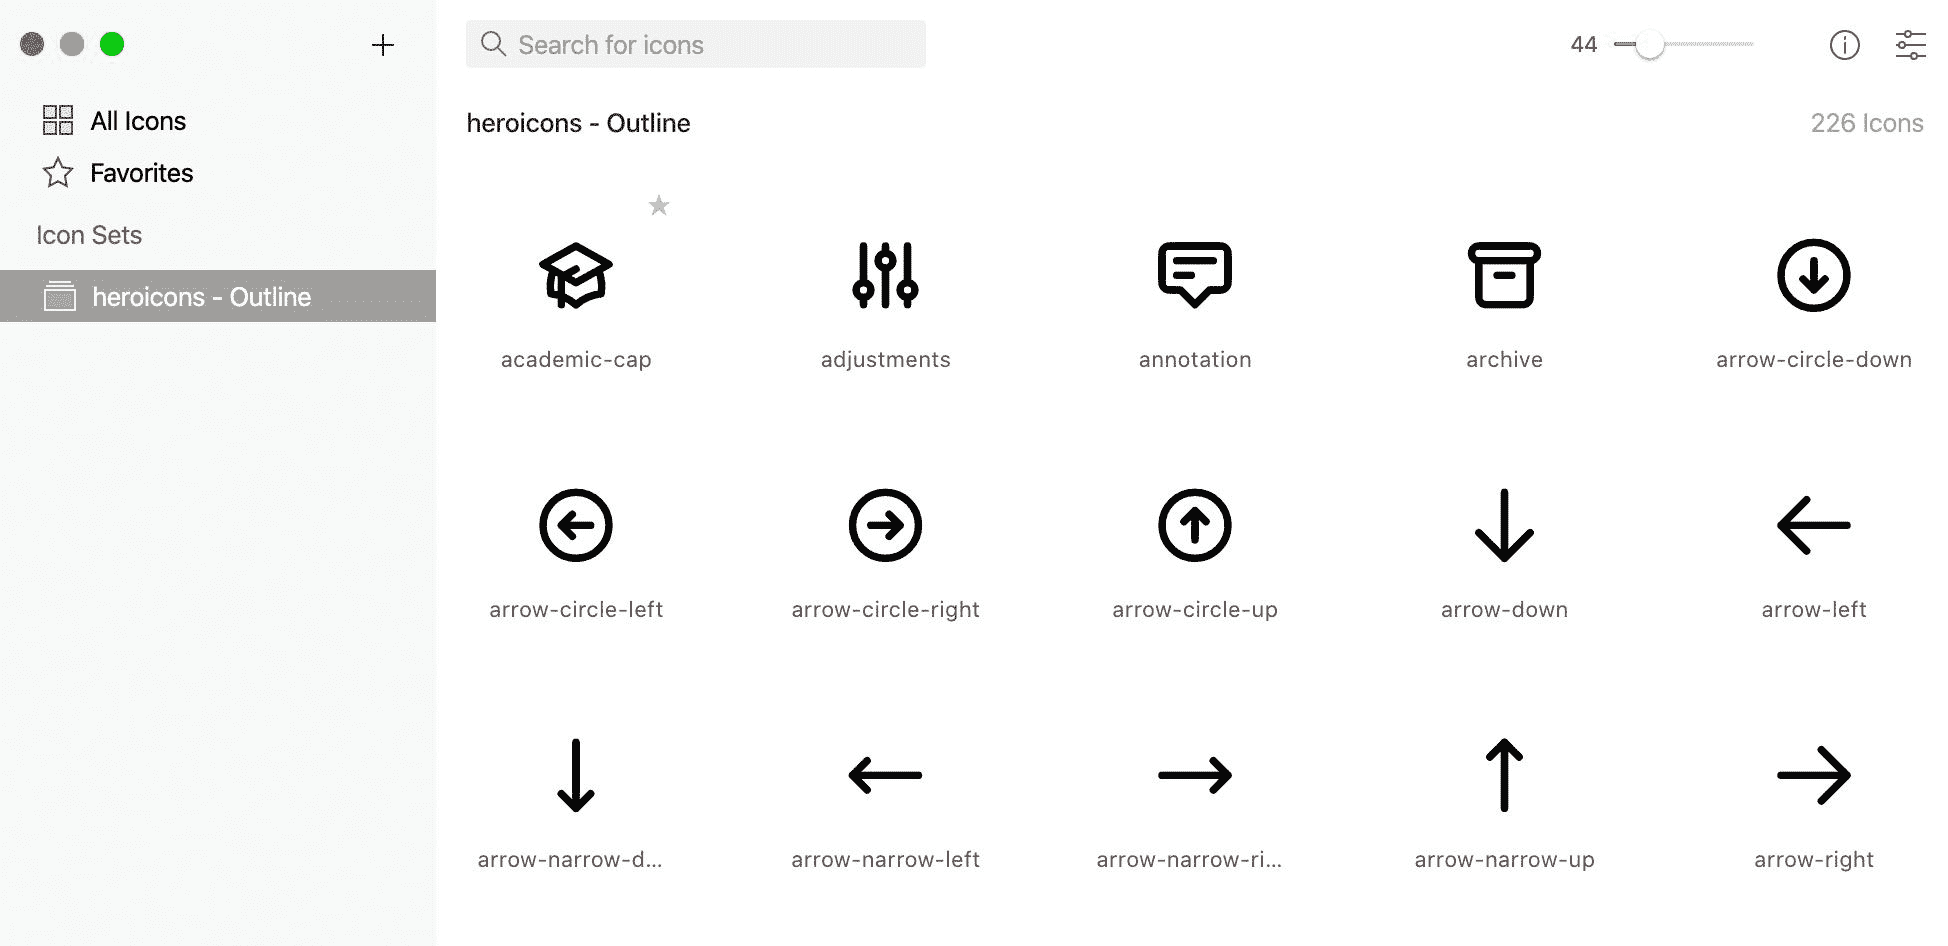 Search for icons
44
All Icons
Favorites
Icon Sets
heroicons - Outline
heroicons - Outline
226 Icons
academic-cap
adjustments
annotation
archive
arrow-circle-down
arrow-circle-left
arrow-circle-right
arrow-circle-up
arrow-down
arrow-left
arrow-narrow-d...
arrow-narrow-left
arrow-narrow-ri...
arrow-narrow-up
arrow-right